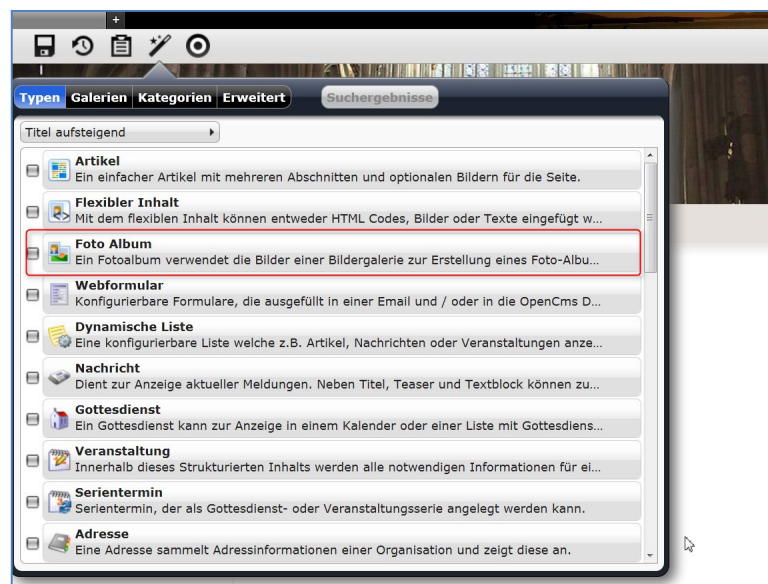 Typen Galerien Kategorien Erweitert Suchergebnisse
Titel aufsteigend
Artikel
Ein einfacher Artikel mit mehreren Abschnitten und optionalen Bildern für die Seite.
Flexibler Inhalt
Mit dem flexiblen Inhalt können entweder HTML Codes, Bilder oder Texte eingefügt w...
Foto Album
Ein Fotoalbum verwendet die Bilder einer Bildergalerie zur Erstellung eines Foto-Albu...
Webformular
Konfigurierbare Formulare, die ausgefüllt in einer Email und / oder in die OpenCms D...
Dynamische Liste
Eine konfigurierbare Liste welche z.B. Artikel, Nachrichten oder Veranstaltungen anze...
Nachricht
Dient zur Anzeige aktueller Meldungen. Neben Titel, Teaser und Textblock können zu...
Gottesdienst
Ein Gottesdienst kann zur Anzeige in einem Kalender oder einer Liste mit Gottesdiens...
Veranstaltung
Innerhalb dieses Strukturierten Inhalts werden alle notwendigen Informationen für ei...
Serientermin
Serientermin, der als Gottesdienst- oder Veranstaltungsserie angelegt werden kann.
Adresse
Eine Adresse sammelt Adressinformationen einer Organisation und zeigt diese an.